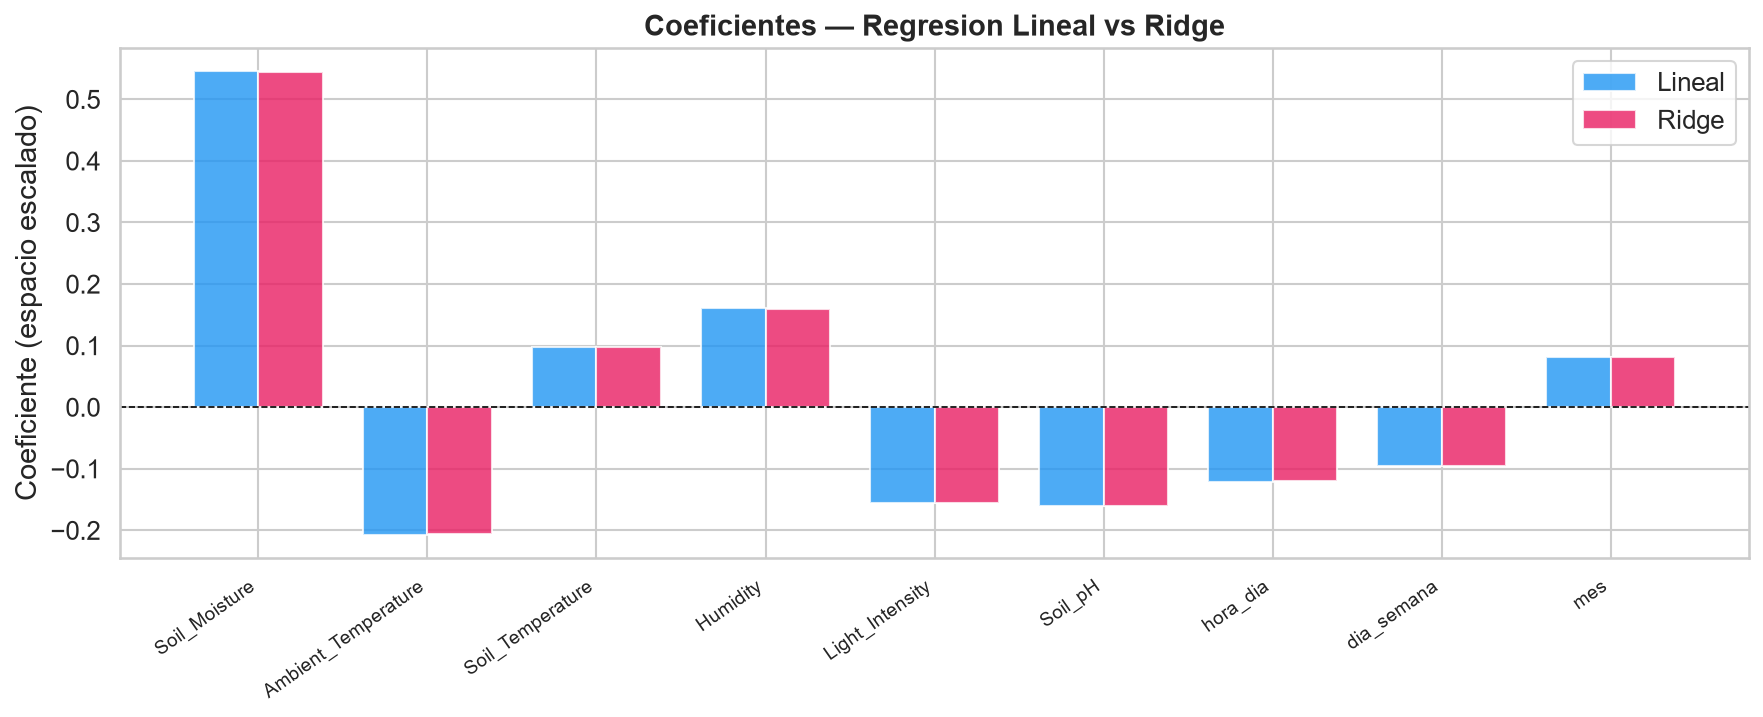 Coeficientes — Regresion Lineal vs Ridge
Coeficiente (espacio escalado)
0.5
0.4
0.3
0.2
0.1
0.0
−0.1
−0.2
Lineal
Ridge
Soil_Moisture
Ambient_Temperature
Soil_Temperature
Humidity
Light_Intensity
Soil_pH
hora_dia
dia_semana
mes